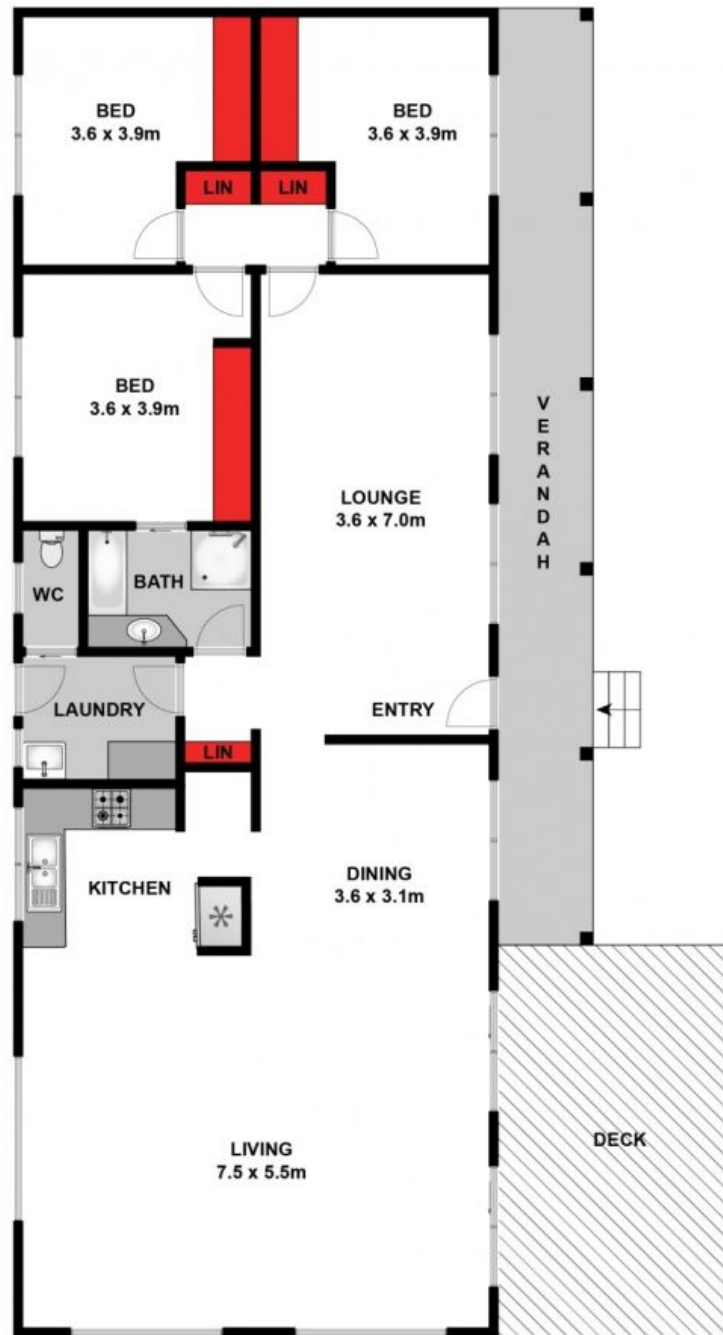 BED
3.6 x 3.9m
BED
3.6 x 3.9m
LIN
LIN
BED
3.6 x 3.9m
LOUNGE
3.6 x 7.0m
VERANDAH
WC
BATH
LAUNDRY
ENTRY
LIN
KITCHEN
DINING
3.6 x 3.1m
LIVING
7.5 x 5.5m
DECK